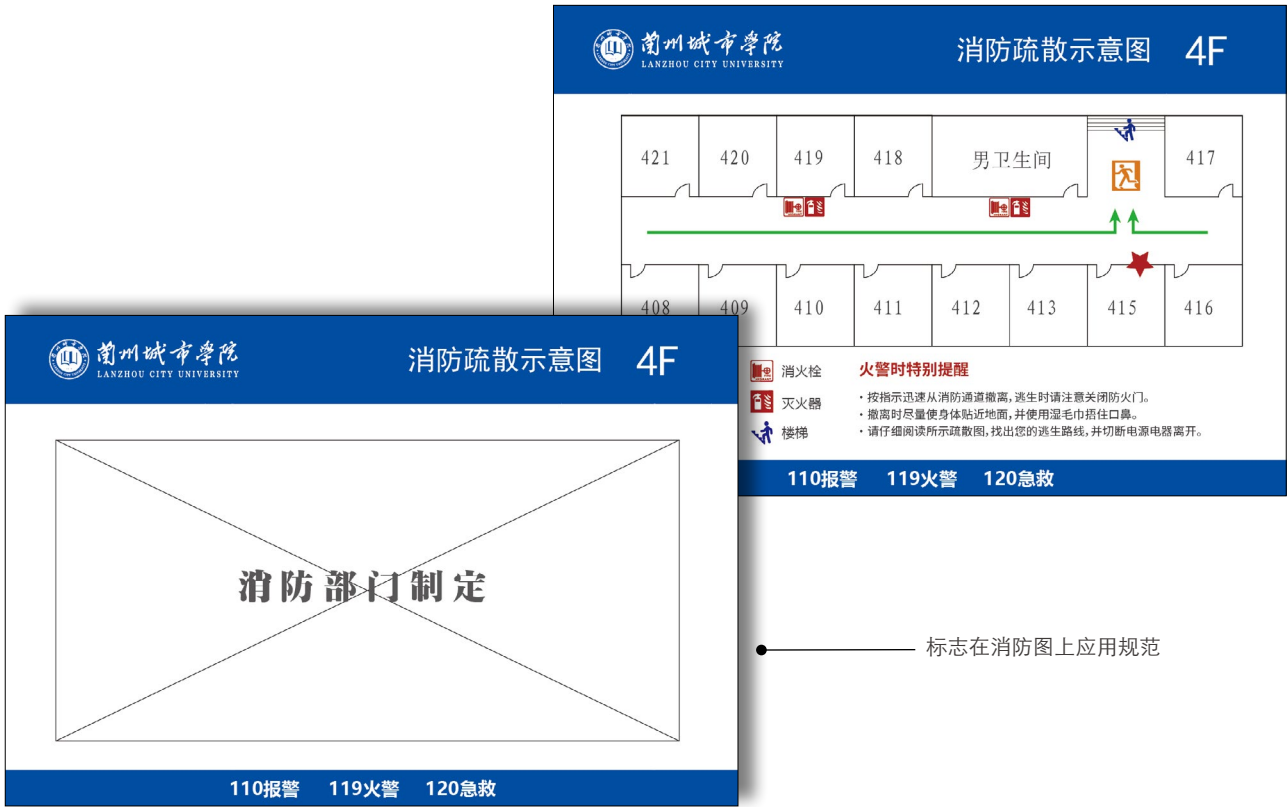 蘭州城市學院
LANZHOU CITY UNIVERSITY
消防疏散示意图 4F
421 420 419 418 男卫生间 417
408 409 410 411 412 413 415 416
消火栓
灭火器
楼梯
火警时特别提醒
·按指示迅速从消防通道撤离,逃生时请注意关闭防火门。
·撤离时尽量使身体贴近地面,并使用湿毛巾捂住口鼻。
·请仔细阅读所示疏散图,找出您的逃生路线,并切断电源电器离开。
110报警 119火警 120急救
蘭州城市學院
LANZHOU CITY UNIVERSITY
消防疏散示意图 4F
消防部门制定
110报警 119火警 120急救
标志在消防图上应用规范